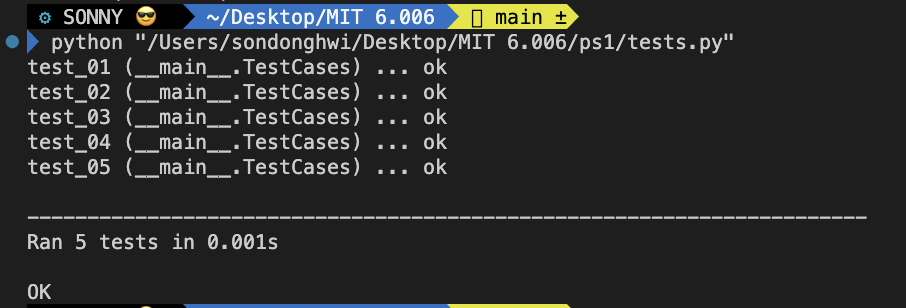 ⚙ SONNY 😎 ~/Desktop/MIT 6.006 main ±
python "/Users/sondonghwi/Desktop/MIT 6.006/ps1/tests.py"
test_01 (__main__.TestCases) ... ok
test_02 (__main__.TestCases) ... ok
test_03 (__main__.TestCases) ... ok
test_04 (__main__.TestCases) ... ok
test_05 (__main__.TestCases) ... ok
----------------------------------------------------------------------
Ran 5 tests in 0.001s
OK